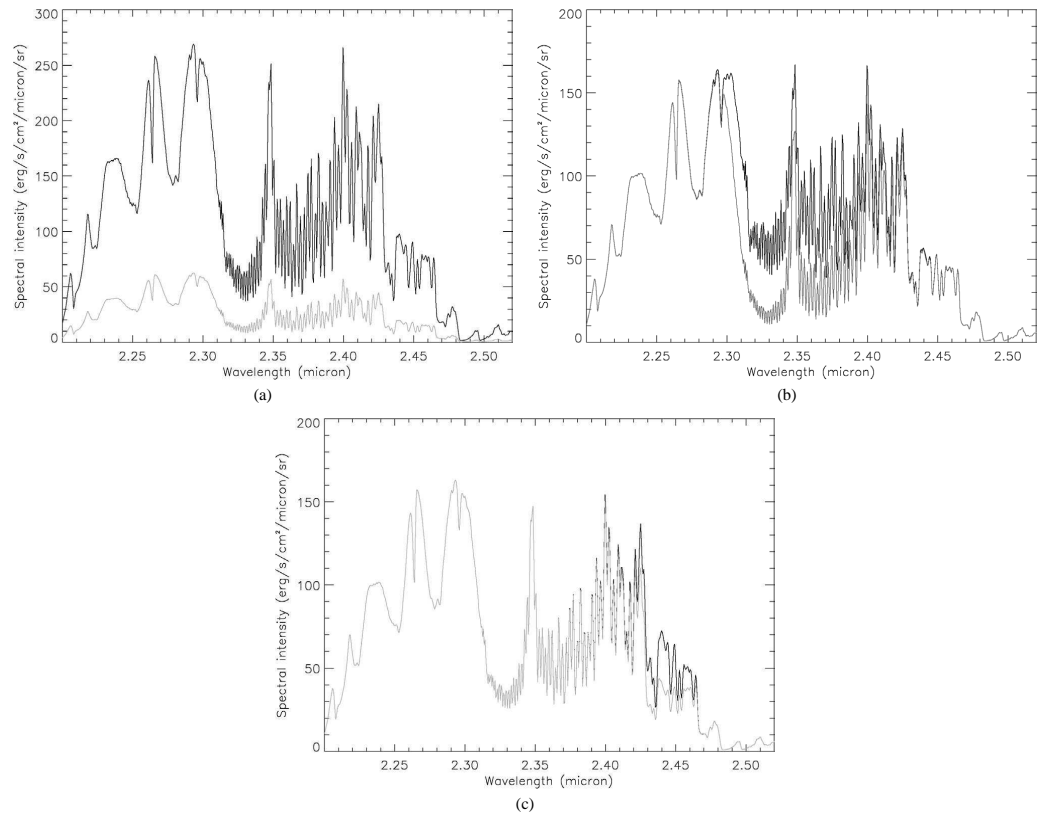 300
250
200
150
100
50
0
Spectral intensity (erg/s/cm²/micron/sr)
2.25 2.30 2.35 2.40 2.45 2.50
Wavelength (micron)
(a)
200
150
100
50
0
Spectral intensity (erg/s/cm²/micron/sr)
2.25 2.30 2.35 2.40 2.45 2.50
Wavelength (micron)
(b)
200
150
100
50
0
Spectral intensity (erg/s/cm²/micron/sr)
2.25 2.30 2.35 2.40 2.45 2.50
Wavelength (micron)
(c)